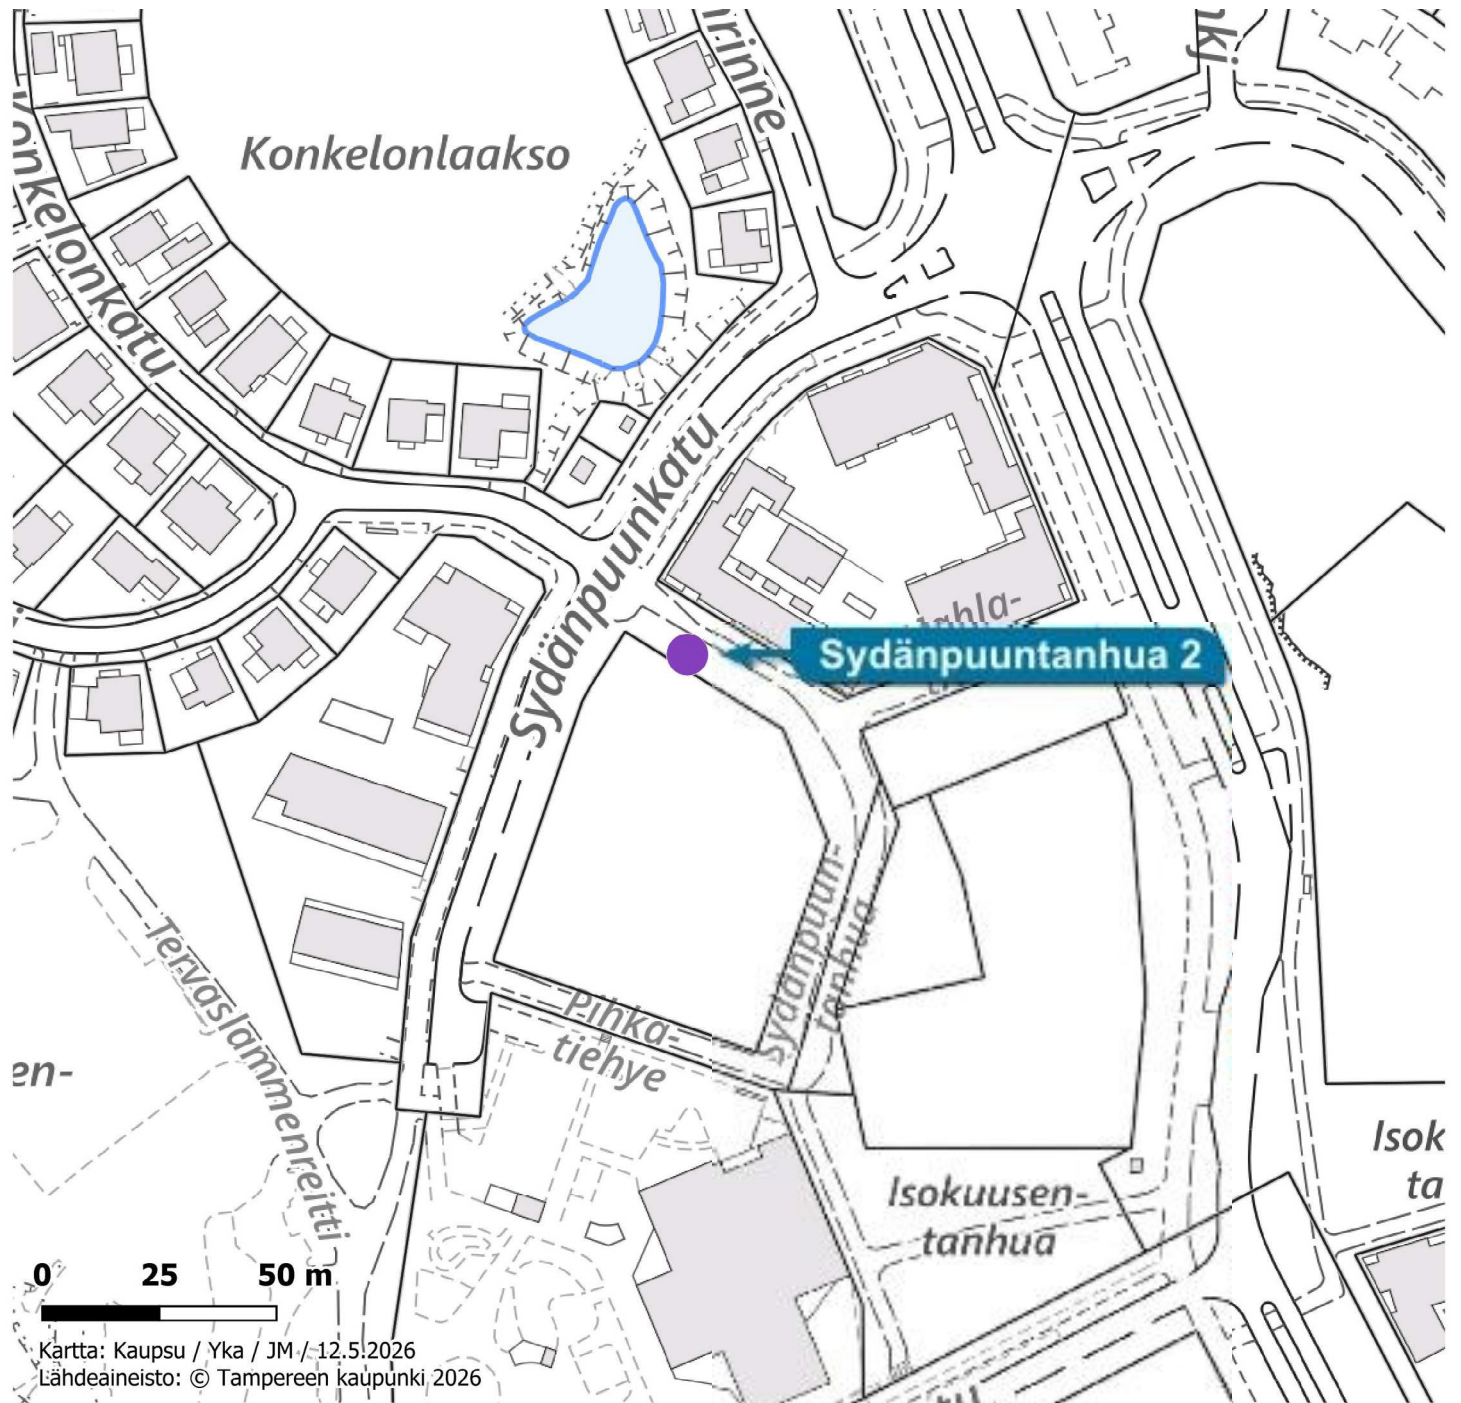 Konkelonlaakso
Konkelonkatu
Sydänpuunkatu
Sydänpuuntanhua 2
Sydänpuun-
tanhua
Tervaslammenreitti
Pihka-
tiehye
en-
Isok
ta
Isokuusen-
tanhua
0 25 50 m
Kartta: Kaupsu / Yka / JM / 12.5.2026
Lähdeaineisto: © Tampereen kaupunki 2026